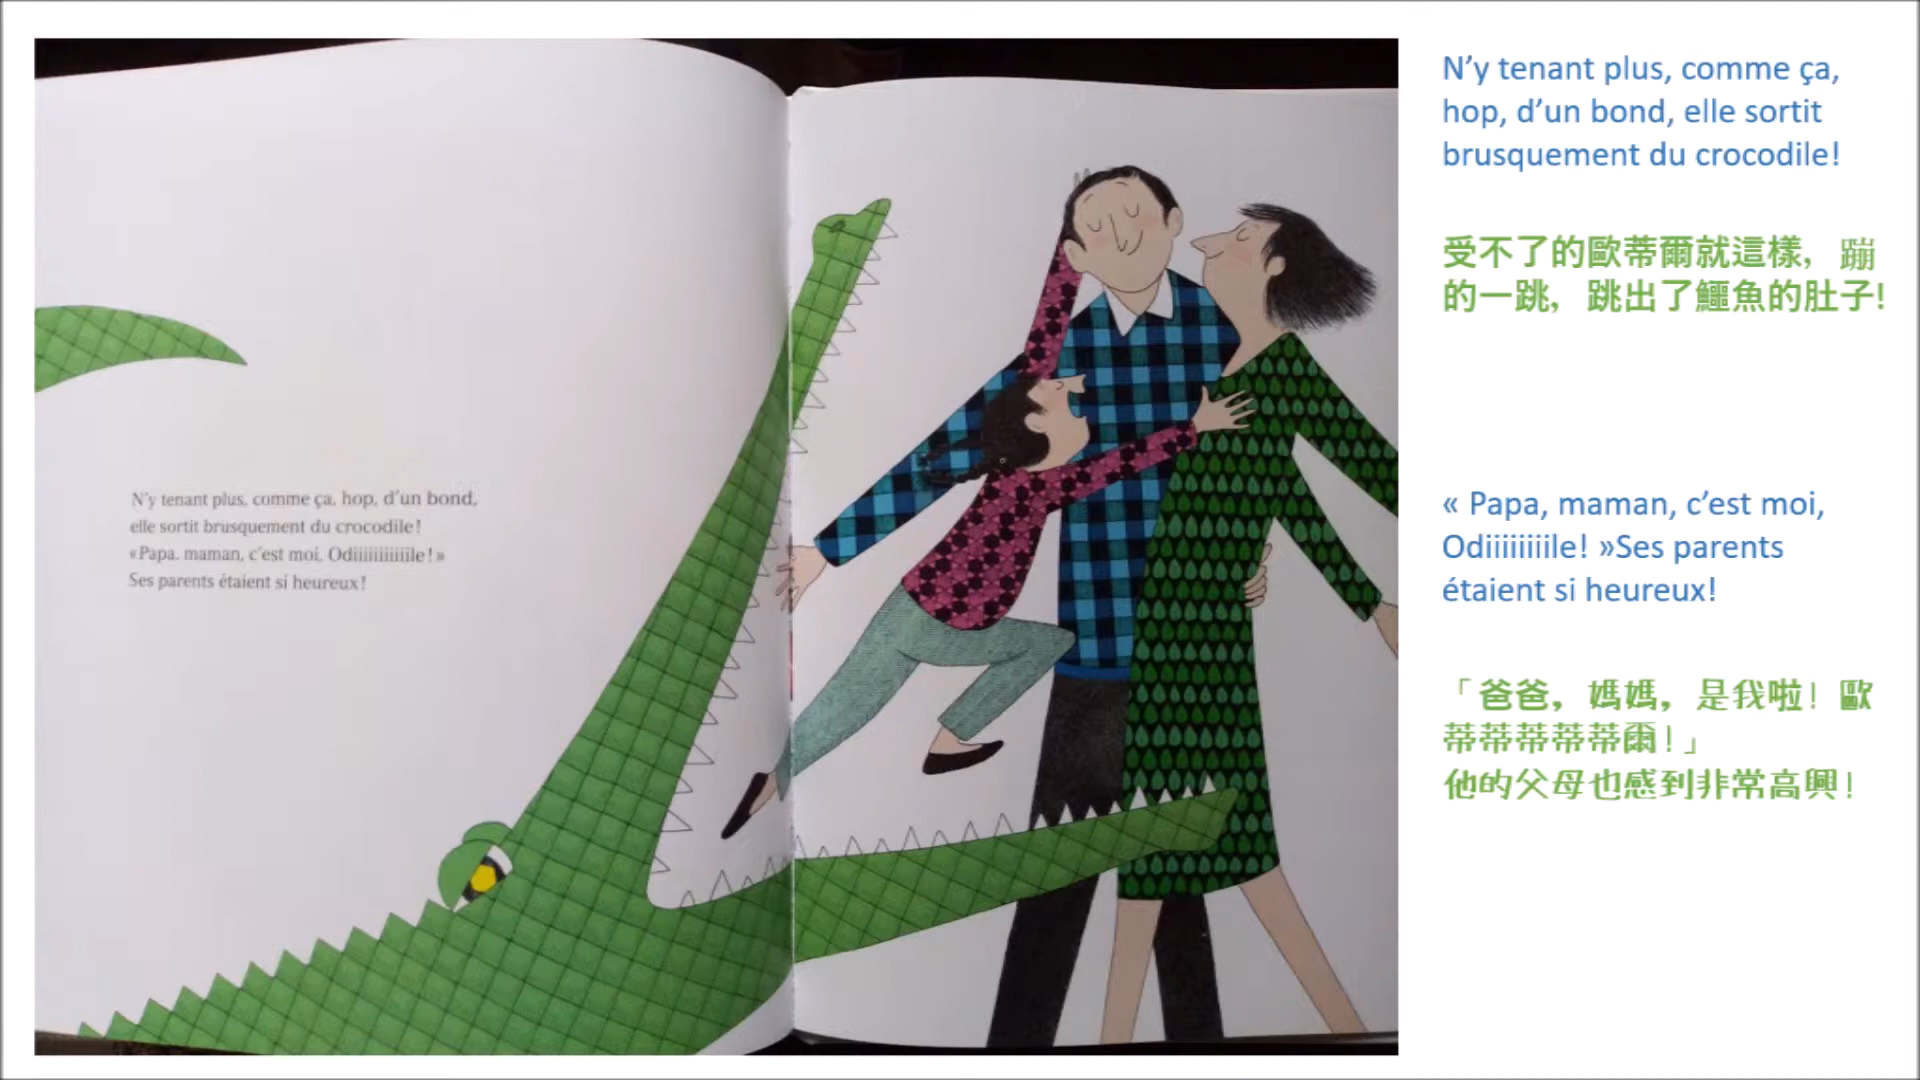 N'y tenant plus, comme ça, hop, d'un bond,
elle sortit brusquement du crocodile!
«Papa, maman, c'est moi, Odiiiiiiiiiiile!»
Ses parents étaient si heureux!
N'y tenant plus, comme ça,
hop, d'un bond, elle sortit
brusquement du crocodile!
受不了的歐蒂爾就這樣，蹦
的一跳，跳出了鱷魚的肚子!
« Papa, maman, c'est moi,
Odiiiiiiiiile! »Ses parents
étaient si heureux!
「爸爸，媽媽，是我啦！歐
蒂蒂蒂蒂蒂爾！」
他的父母也感到非常高興！